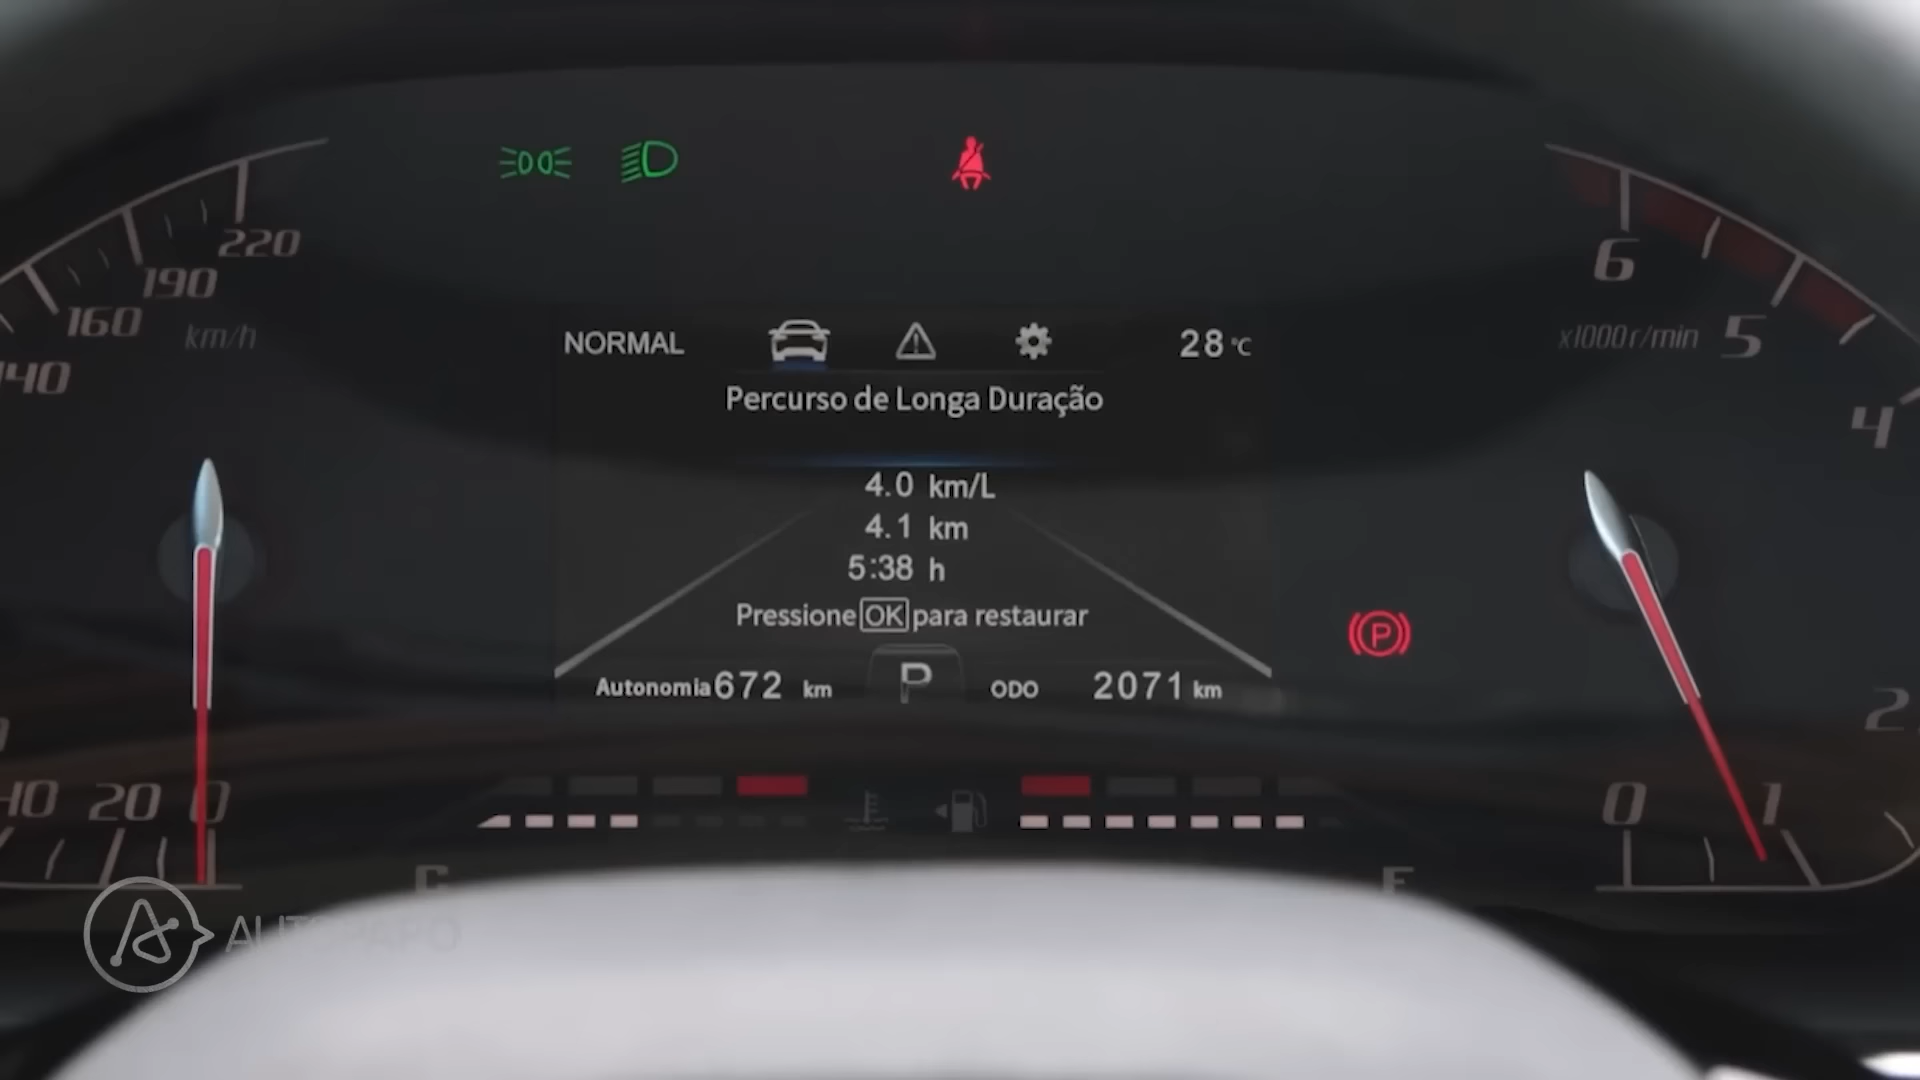 220
190
160
km/h
140
20
0
NORMAL
28 °C
Percurso de Longa Duração
4.0 km/L
4.1 km
5:38 h
Pressione OK para restaurar
Autonomia 672 km
P
ODO 2071 km
P
6
x1000r/min
5
4
2
0
1
AUTOPAPO